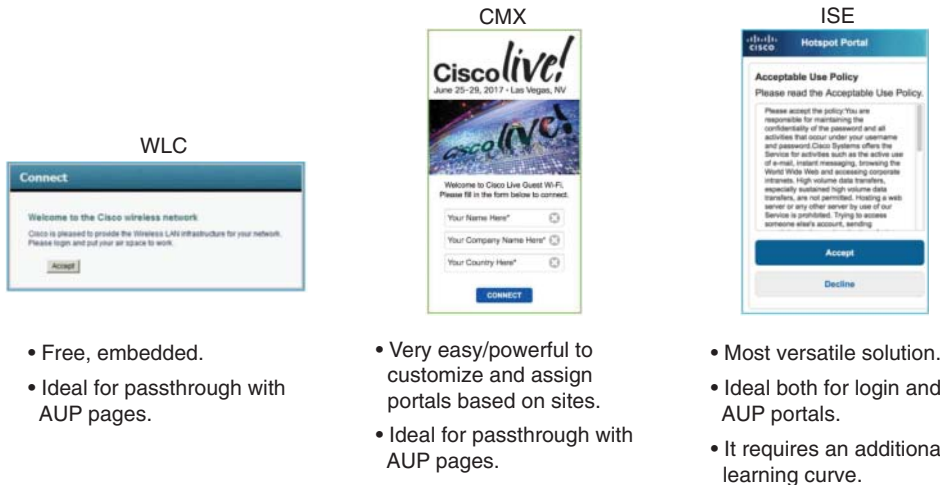 WLC
Connect
Welcome to the Cisco wireless network
Cisco is pleased to provide the Wireless LAN infrastructure for your network.
Please login and put your air space to work.
Accept
• Free, embedded.
• Ideal for passthrough with
AUP pages.
CMX
Cisco live!
June 25-29, 2017 • Las Vegas, NV
Cisco live!
Welcome to Cisco Live Guest Wi-Fi.
Please fill in the form below to connect.
Your Name Here*
Your Company Name Here*
Your Country Here*
CONNECT
• Very easy/powerful to
customize and assign
portals based on sites.
• Ideal for passthrough with
AUP pages.
ISE
CISCO Hotspot Portal
Acceptable Use Policy
Please read the Acceptable Use Policy.
Please accept the policy:You are
responsible for maintaining the
confidentiality of the password and all
activities that occur under your username
and password.Cisco Systems offers the
Service for activities such as the active use
of e-mail, instant messaging, browsing the
World Wide Web and accessing corporate
intranets. High volume data transfers,
especially sustained high volume data
transfers, are not permitted. Hosting a web
server or any other server by use of our
Service is prohibited. Trying to access
someone else's account, sending
Accept
Decline
• Most versatile solution.
• Ideal both for login and
AUP portals.
• It requires an additiona
learning curve.